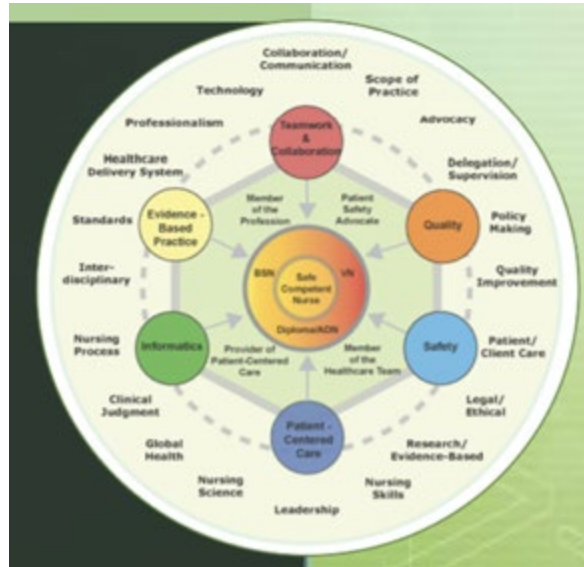 Collaboration/
Communication
Scope of
Practice
Advocacy
Delegation/
Supervision
Policy
Making
Quality
Improvement
Patient/
Client Care
Legal/
Ethical
Research/
Evidence-Based
Nursing
Skills
Leadership
Nursing
Science
Global
Health
Clinical
Judgment
Nursing
Process
Inter-
disciplinary
Standards
Healthcare
Delivery System
Professionalism
Technology
Teamwork
&
Collaboration
Quality
Safety
Patient -
Centered
Care
Informatics
Evidence -
Based
Practice
Member
of the
Profession
Patient
Safety
Advocate
Member
of the
Healthcare Team
Provider of
Patient-Centered
Care
BSN
VN
Diploma/ADN
Safe
Competent
Nurse